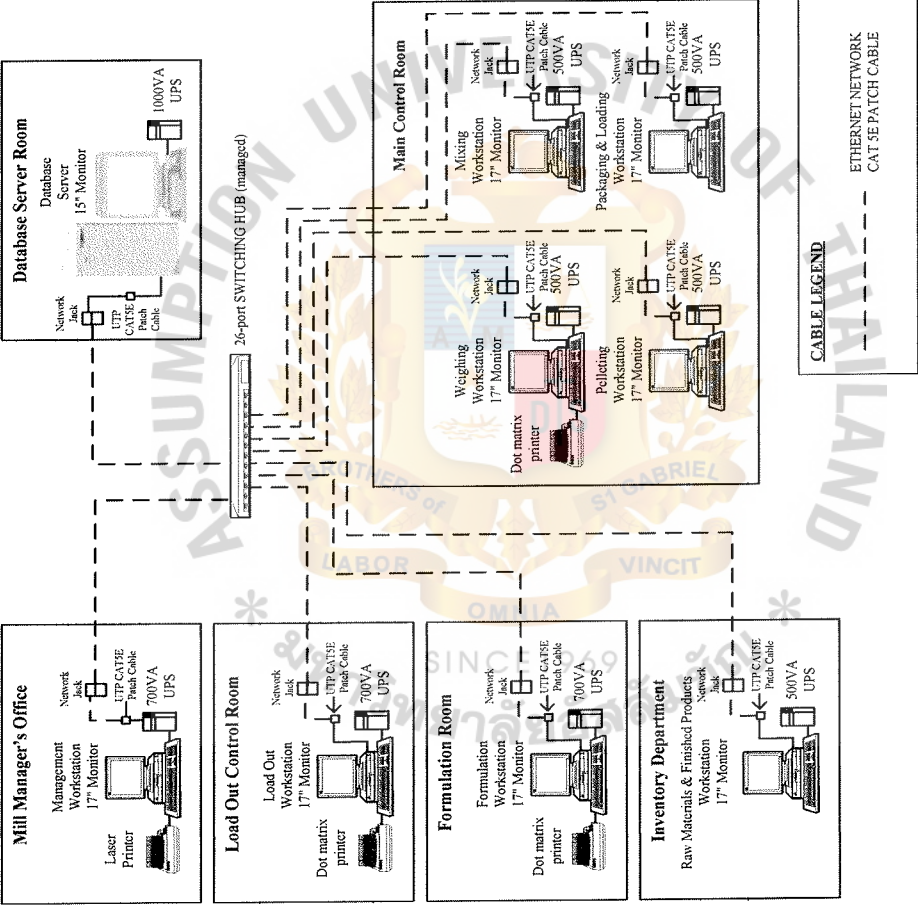 Database Server Room
Database
Server
15" Monitor
1000VA
UPS
Network
Jack
UTP
CAT5E
Patch
Cable
26-port SWITCHING HUB (managed)
Main Control Room
Mixing
Workstation
17" Monitor
Network
Jack
UTP CAT5E
Patch Cable
500VA
UPS
Packaging & Loading
Workstation
17" Monitor
Network
Jack
UTP CAT5E
Patch Cable
500VA
UPS
Weighing
Workstation
17" Monitor
Network
Jack
UTP CAT5E
Patch Cable
500VA
UPS
Dot matrix
printer
Pelleting
Workstation
17" Monitor
Network
Jack
UTP CAT5E
Patch Cable
500VA
UPS
Mill Manager's Office
Management
Workstation
17" Monitor
Network
Jack
UTP CAT5E
Patch Cable
700VA
UPS
Laser
Printer
Load Out Control Room
Load Out
Workstation
17" Monitor
Network
Jack
UTP CAT5E
Patch Cable
700VA
UPS
Dot matrix
printer
Formulation Room
Formulation
Workstation
17" Monitor
Network
Jack
UTP CAT5E
Patch Cable
700VA
UPS
Dot matrix
printer
Inventory Department
Raw Materials & Finished Products
Workstation
17" Monitor
Network
Jack
UTP CAT5E
Patch Cable
500VA
UPS
CABLE LEGEND
ETHERNET NETWORK
CAT 5E PATCH CABLE
ASSUMPTION UNIVERSITY OF THAILAND
A M
BROTHERS of
ST GABRIEL
LABOR
OMNIA
VINCIT
SINCE 1969